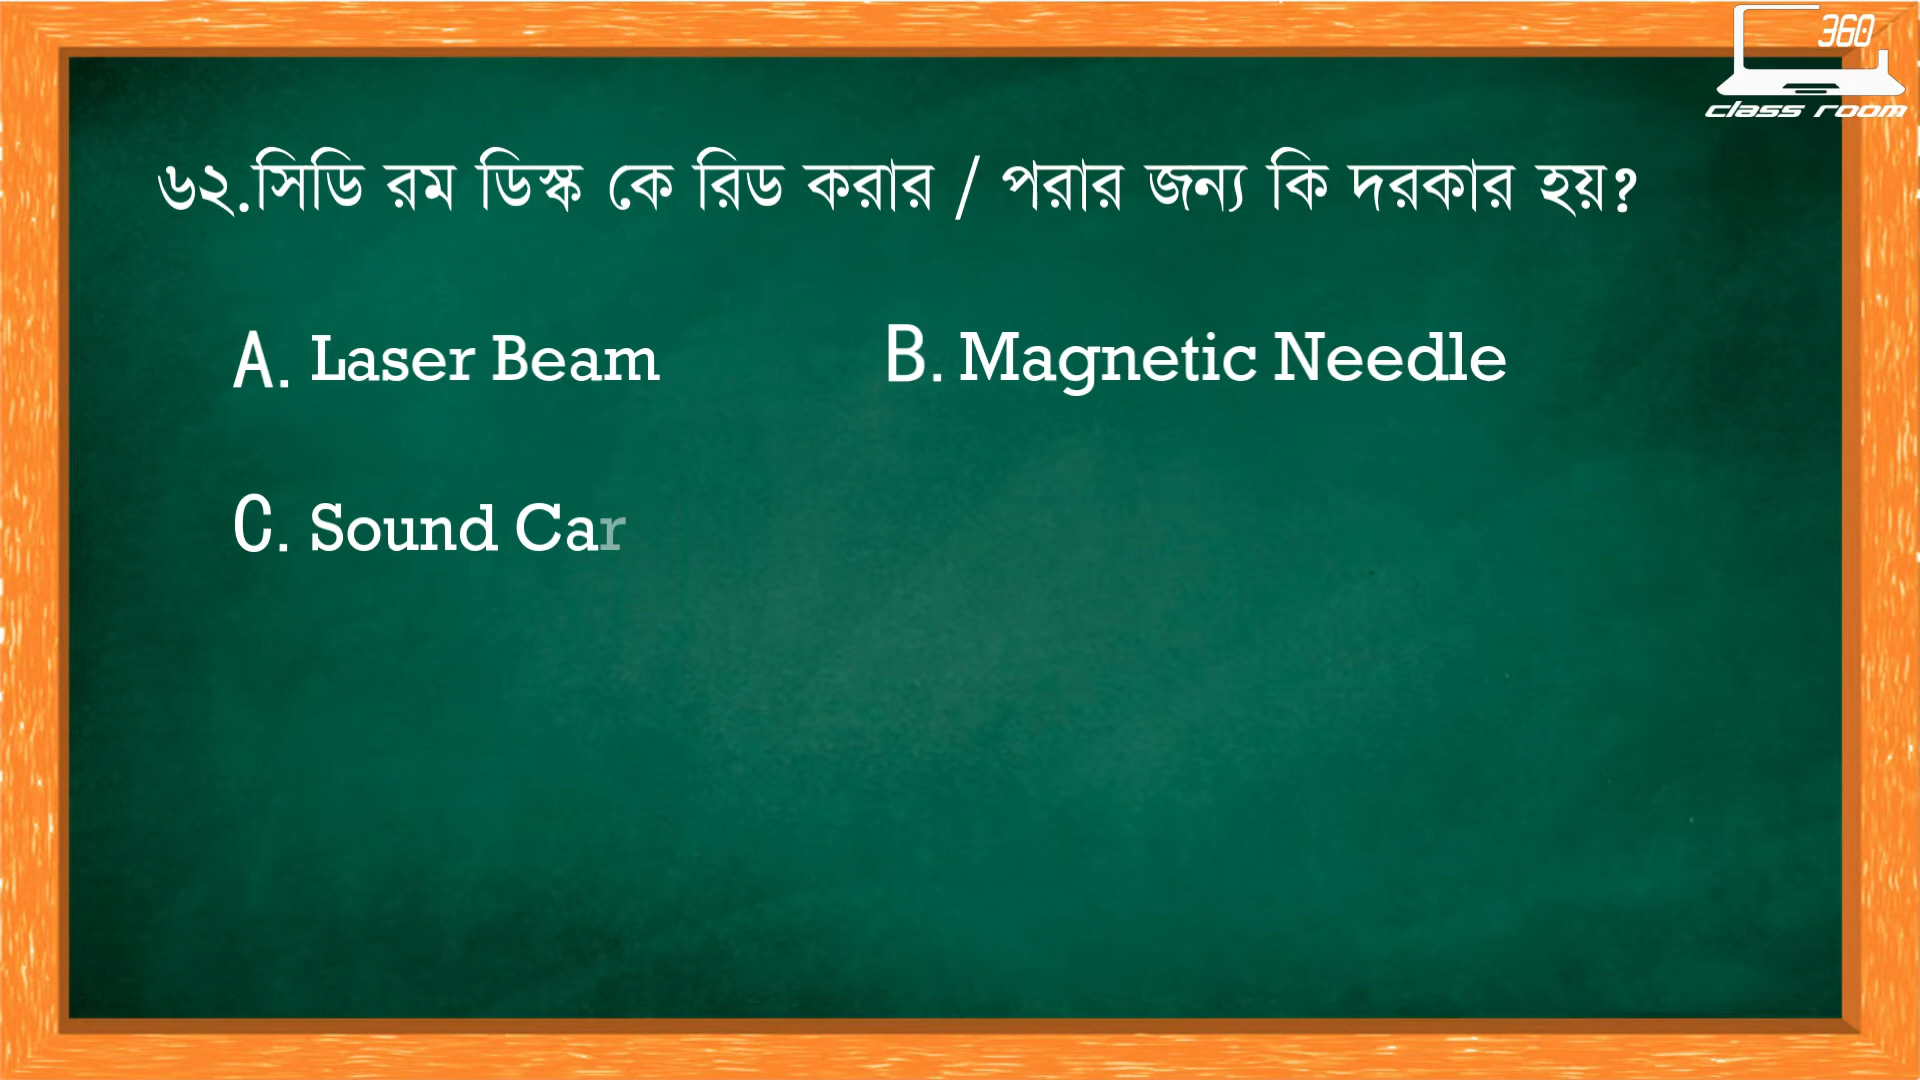 360
class room
৬২.সিডি রম ডিস্ক কে রিড করার / পরার জন্য কি দরকার হয়?
A. Laser Beam
B. Magnetic Needle
C. Sound Car